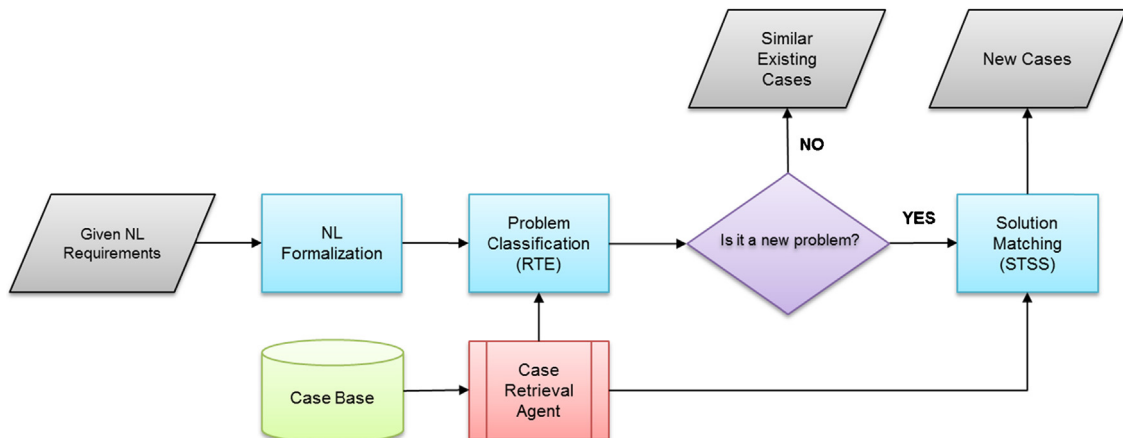 Similar
Existing
Cases
New Cases
NO
Given NL
Requirements
NL
Formalization
Problem
Classification
(RTE)
Is it a new problem?
YES
Solution
Matching
(STSS)
Case Base
Case
Retrieval
Agent